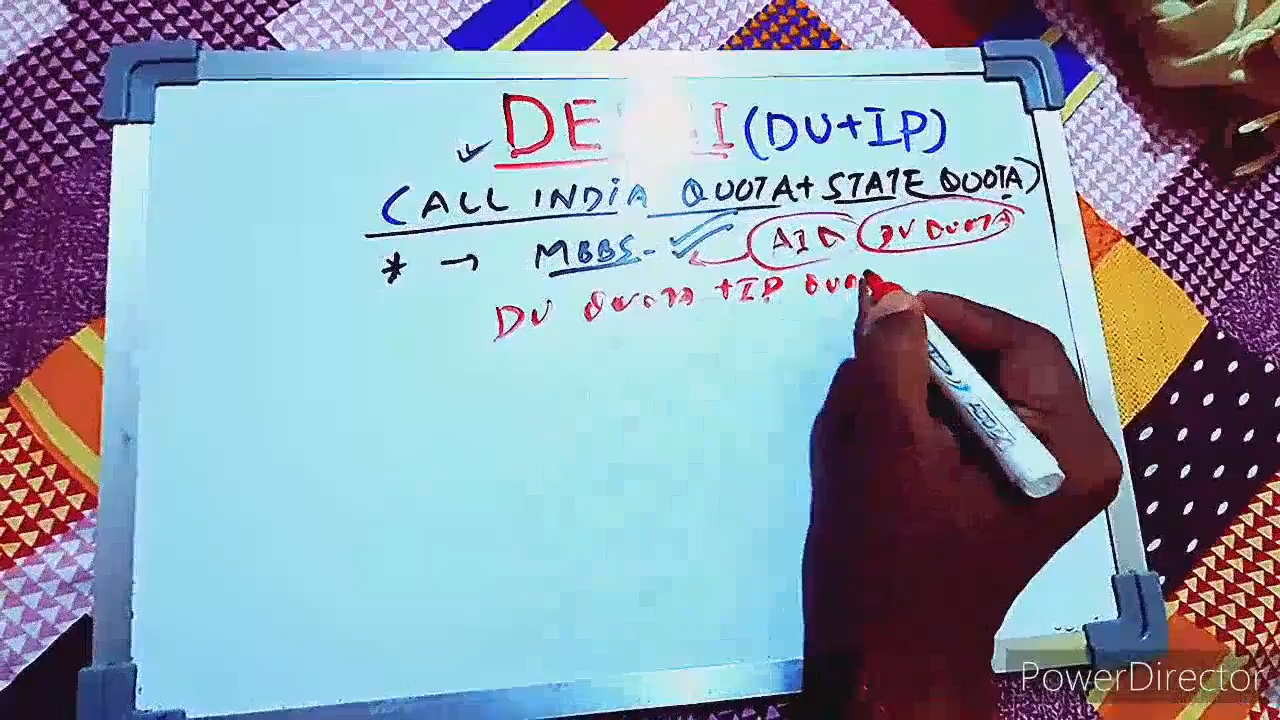 DE I (DU+IP)
(ALL INDIA QUOTA+ STATE QUOTA)
* → MBBS- AIQ DU QUOTA
DU QUOTA +IP QUO
PowerDirector